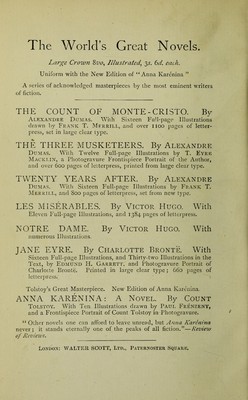 The World's Great Novels.
Large Crown 8vo, Illustrated, 3s. 6d. each.
Uniform with the New Edition of "Anna Karénina"
A series of acknowledged masterpieces by the most eminent writers
of fiction.
THE COUNT OF MONTE-CRISTO. By
Alexandre Dumas. With Sixteen Full-page Illustrations
drawn by Frank T. Merrill, and over 1100 pages of letter-
press, set in large clear type.
THE THREE MUSKETEERS. By Alexandre
Dumas. With Twelve Full-page Illustrations by T. Eyre
Macklin, a Photogravure Frontispiece Portrait of the Author,
and over 600 pages of letterpress, printed from large clear type.
TWENTY YEARS AFTER. By Alexandre
Dumas. With Sixteen Full-page Illustrations by Frank T.
Merrill, and 800 pages of letterpress, set from new type.
LES MISÉRABLES. By Victor Hugo. With
Eleven Full-page Illustrations, and 1384 pages of letterpress.
NOTRE DAME. By Victor Hugo. With
numerous Illustrations.
JANE EYRE. By Charlotte Brontë. With
Sixteen Full-page Illustrations, and Thirty-two Illustrations in the
Text, by Edmund H. Garrett, and Photogravure Portrait of
Charlotte Brontë. Printed in large clear type; 660 pages of
letterpress.
Tolstoy's Great Masterpiece. New Edition of Anna Karénina.
ANNA KARÉNINA: A Novel. By Count
Tolstoy. With Ten Illustrations drawn by Paul Frénzeny,
and a Frontispiece Portrait of Count Tolstoy in Photogravure.
"Other novels one can afford to leave unread, but Anna Karénina
never; it stands eternally one of the peaks of all fiction."—Review
of Reviews.
London: WALTER SCOTT, Ltd., Paternoster Square.